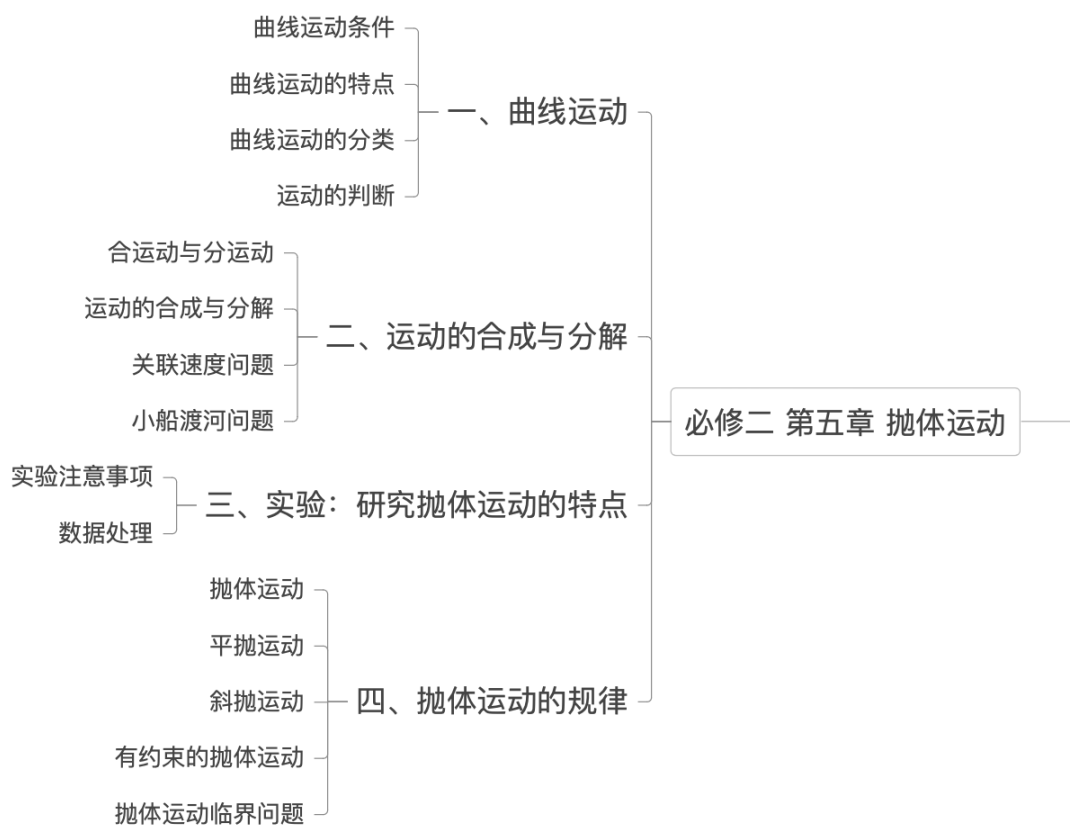 必修二 第五章 抛体运动
一、曲线运动
曲线运动条件
曲线运动的特点
曲线运动的分类
运动的判断
二、运动的合成与分解
合运动与分运动
运动的合成与分解
关联速度问题
小船渡河问题
三、实验：研究抛体运动的特点
实验注意事项
数据处理
四、抛体运动的规律
抛体运动
平抛运动
斜抛运动
有约束的抛体运动
抛体运动临界问题